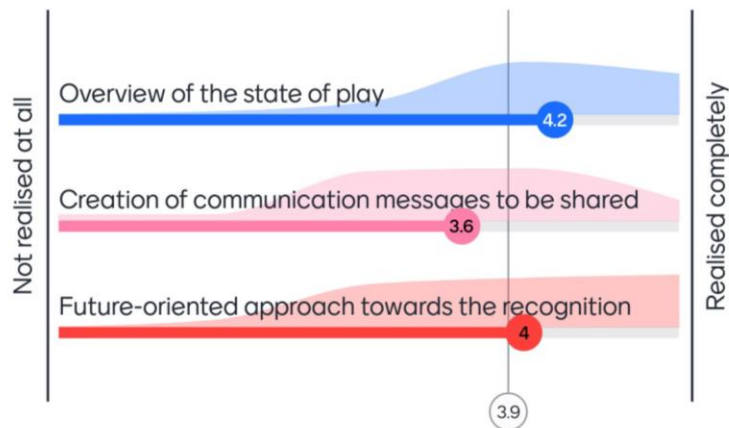 Not realised at all
Overview of the state of play
4.2
Creation of communication messages to be shared
3.6
Future-oriented approach towards the recognition
4
3.9
Realised completely